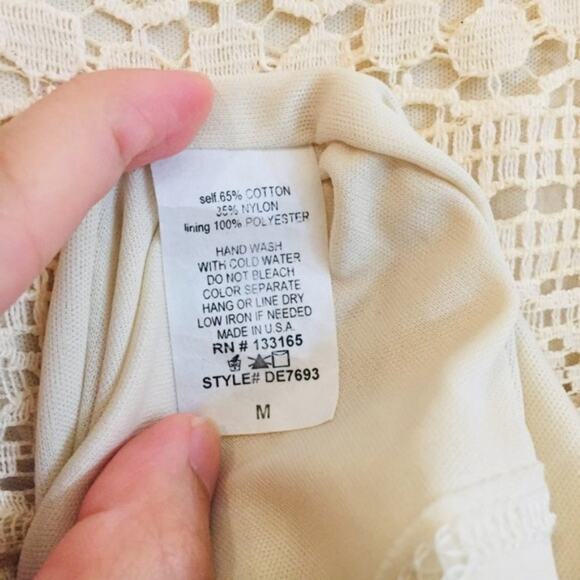 self.65% COTTON
35% NYLON
lining 100% POLYESTER
HAND WASH
WITH COLD WATER
DO NOT BLEACH
COLOR SEPARATE
HANG OR LINE DRY
LOW IRON IF NEEDED
MADE IN U.S.A.
RN # 133165
STYLE# DE7693
M